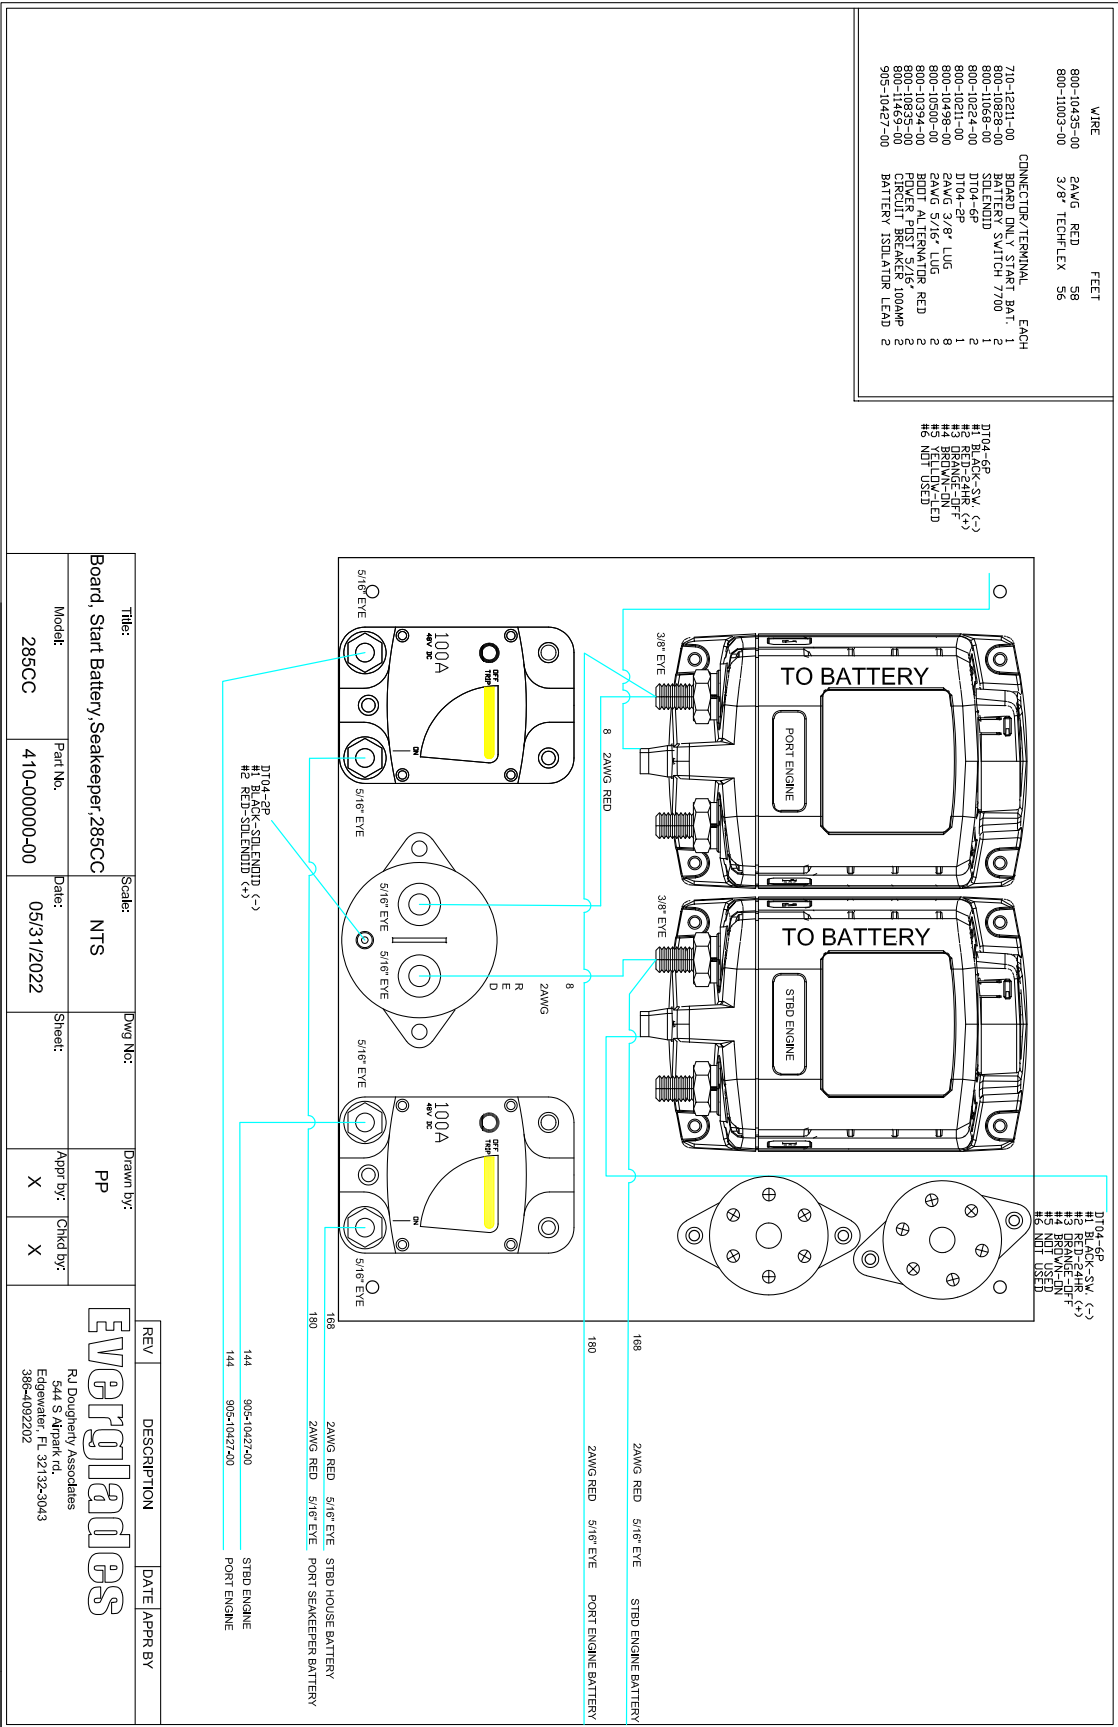 WIRE FEET
800-10435-00 2AWG RED 58
800-11003-00 3/8" TECHFLEX 56
CONNECTOR/TERMINAL EACH
710-12211-00 BOARD ONLY START BAT. 1
800-10828-00 BATTERY SWITCH 7700 2
800-11068-00 SOLENOID 1
800-10224-00 DT04-6P 2
800-10211-00 DT04-2P 1
800-10498-00 2AWG 3/8" LUG 8
800-10500-00 2AWG 5/16" LUG 2
800-10394-00 BOOT ALTERNATOR RED 2
800-10835-00 POWER POST 5/16" 2
800-11469-00 CIRCUIT BREAKER 100AMP 2
905-10427-00 BATTERY ISOLATOR LEAD 2
DT04-6P
#1 BLACK-SW. (-)
#2 RED-24HR (+)
#3 ORANGE-OFF
#4 BROWN-ON
#5 YELLOW-LED
#6 NOT USED
TO BATTERY
PORT ENGINE
TO BATTERY
STBD ENGINE
DT04-6P
#1 BLACK-SW. (-)
#2 RED-24HR (+)
#3 ORANGE-OFF
#4 BROWN-ON
#5 NOT USED
#6 NOT USED
3/8" EYE
3/8" EYE
8 2AWG RED
8
2AWG
R
E
D
5/16" EYE
100A
48V DC
OFF
TRIP
ON
5/16" EYE
5/16" EYE
5/16" EYE
5/16" EYE
100A
48V DC
OFF
TRIP
ON
5/16" EYE
DT04-2P
#1 BLACK-SOLENOID (-)
#2 RED-SOLENOID (+)
168 2AWG RED 5/16" EYE STBD ENGINE BATTERY
180 2AWG RED 5/16" EYE PORT ENGINE BATTERY
168 2AWG RED 5/16" EYE STBD HOUSE BATTERY
180 2AWG RED 5/16" EYE PORT SEAKEEPER BATTERY
144 905-10427-00 STBD ENGINE
144 905-10427-00 PORT ENGINE
Title: Scale: Dwg No: Drawn by:
Board, Start Battery,Seakeeper,285CC NTS PP
Model: Part No. Date: Sheet: Appr by: Chkd by:
285CC 410-00000-00 05/31/2022 X X
REV DESCRIPTION DATE APPR BY
Everglades
RJ Dougherty Associates
544 S Airpark rd.
Edgewater, FL 32132-3043
386-4092202